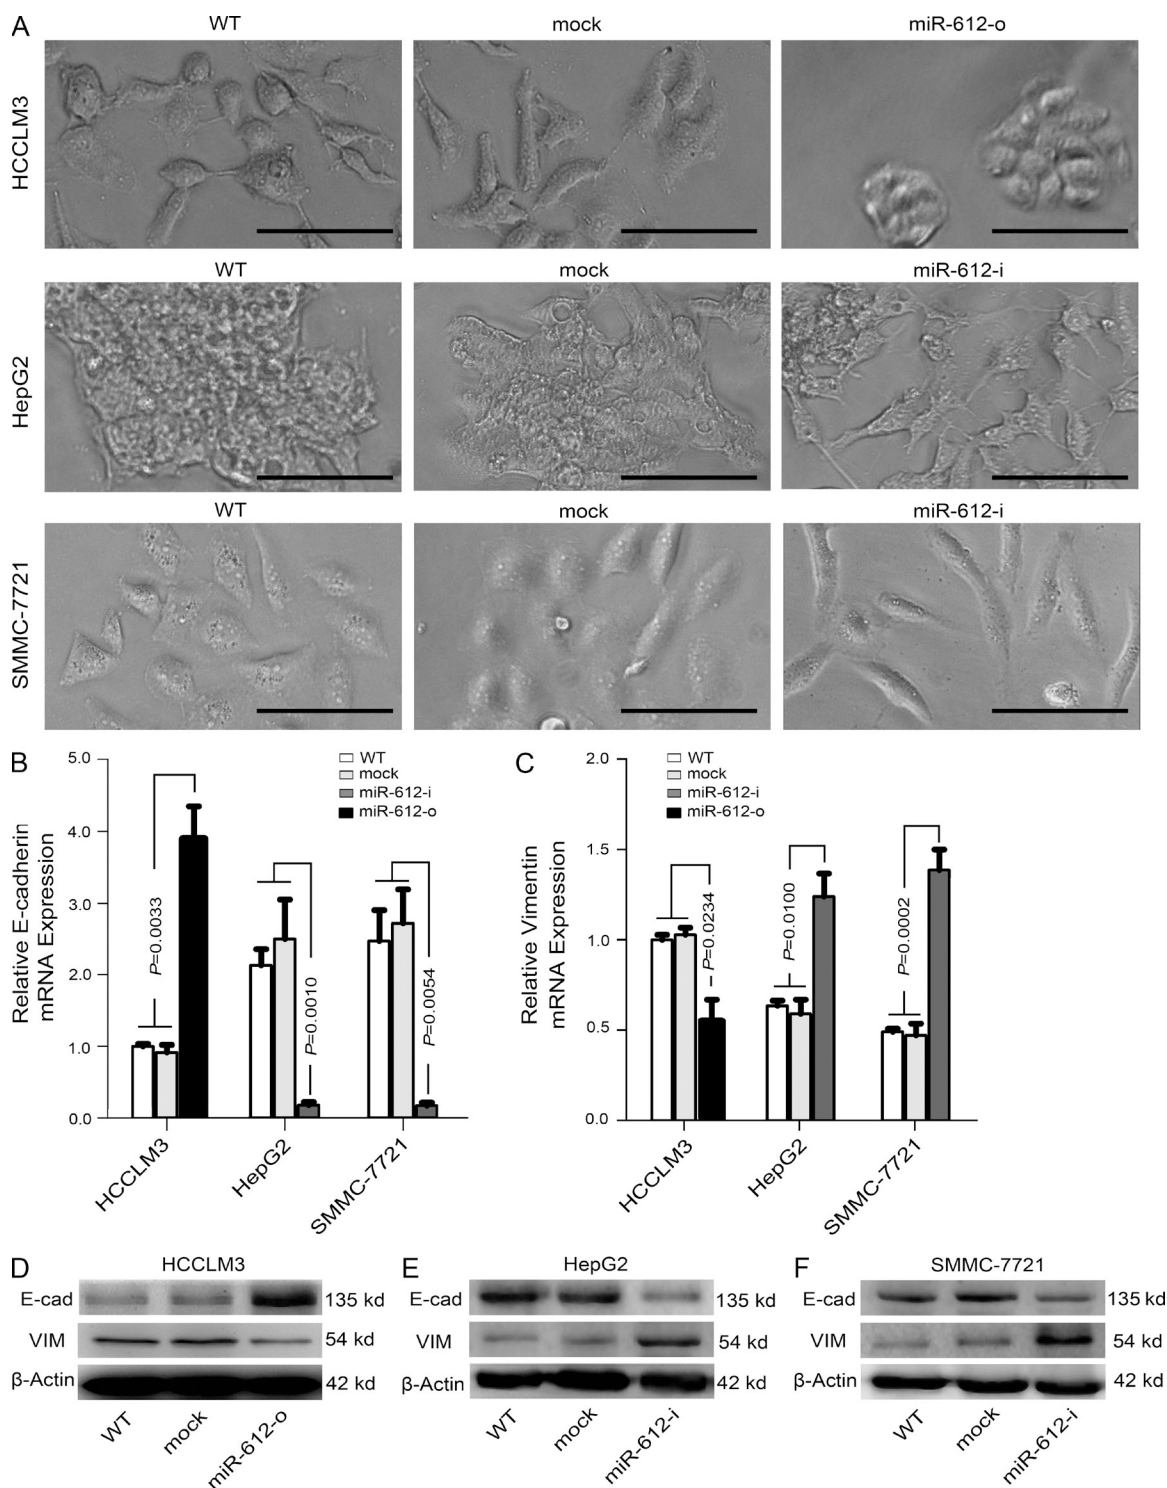 A
WT
mock
miR-612-o
HCCLM3
WT
mock
miR-612-i
HepG2
WT
mock
miR-612-i
SMMC-7721
B
Relative E-cadherin
mRNA Expression
5.0
4.0
3.0
2.0
1.0
0.0
WT
mock
miR-612-i
miR-612-o
P=0.0033
P=0.0010
P=0.0054
HCCLM3
HepG2
SMMC-7721
C
Relative Vimentin
mRNA Expression
2.0
1.5
1.0
0.5
0.0
WT
mock
miR-612-i
miR-612-o
P=0.0234
P=0.0100
P=0.0002
HCCLM3
HepG2
SMMC-7721
D
HCCLM3
E-cad
135 kd
VIM
54 kd
β-Actin
42 kd
WT
mock
miR-612-o
E
HepG2
E-cad
135 kd
VIM
54 kd
β-Actin
42 kd
WT
mock
miR-612-i
F
SMMC-7721
E-cad
135 kd
VIM
54 kd
β-Actin
42 kd
WT
mock
miR-612-i